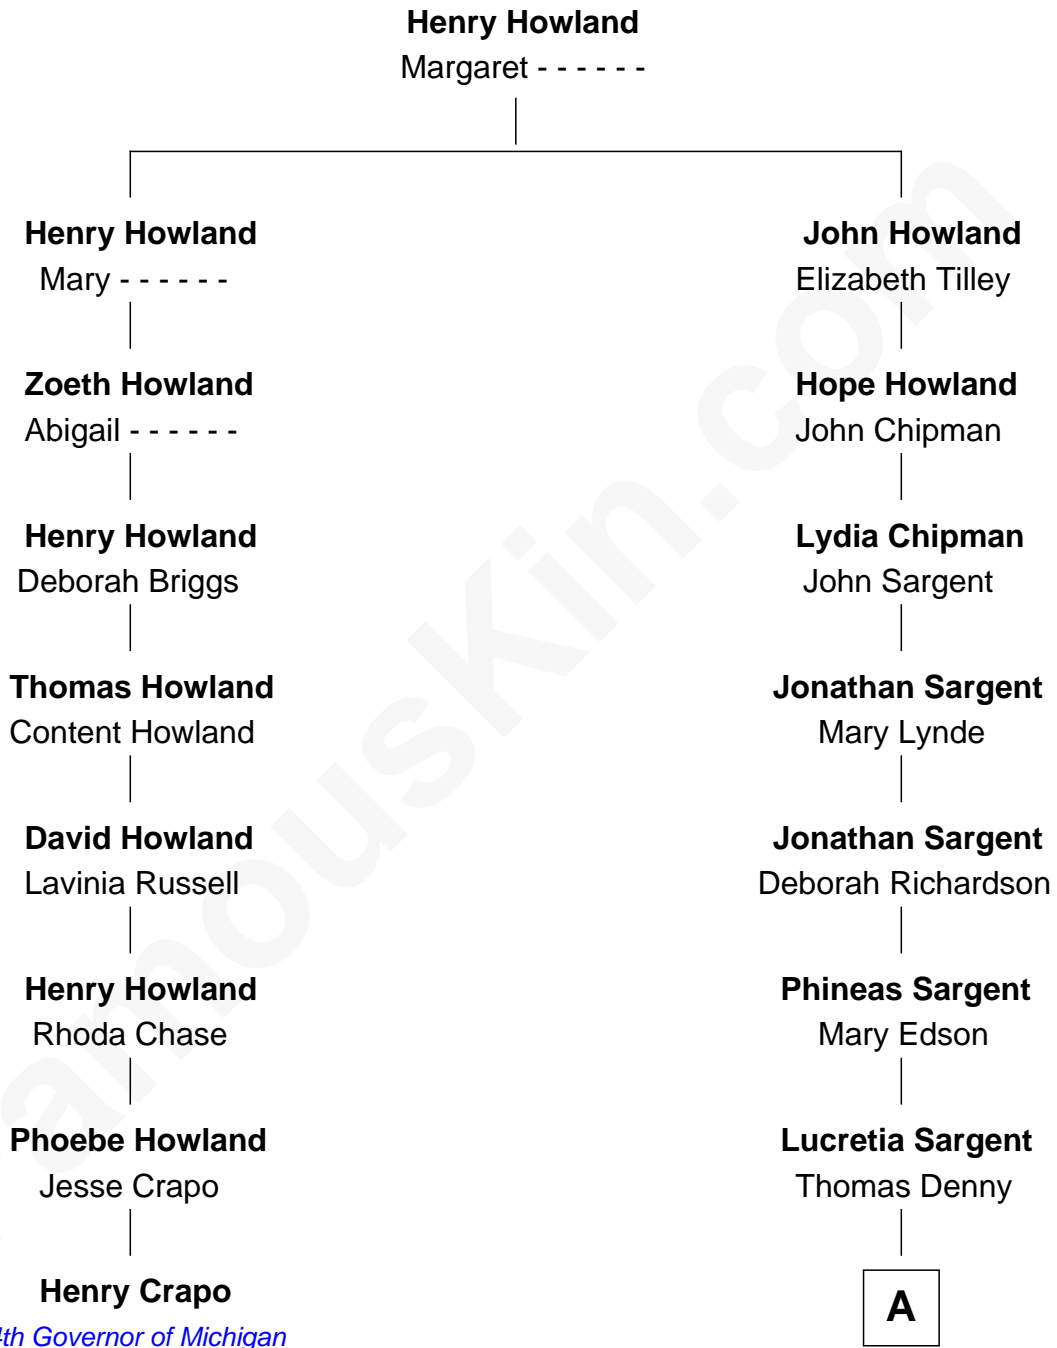 Henry Howland
Margaret - - - - - -
Henry Howland
Mary - - - - - -
John Howland
Elizabeth Tilley
Zoeth Howland
Abigail - - - - - -
Hope Howland
John Chipman
Henry Howland
Deborah Briggs
Lydia Chipman
John Sargent
Thomas Howland
Content Howland
Jonathan Sargent
Mary Lynde
David Howland
Lavinia Russell
Jonathan Sargent
Deborah Richardson
Henry Howland
Rhoda Chase
Phineas Sargent
Mary Edson
Phoebe Howland
Jesse Crapo
Lucretia Sargent
Thomas Denny
Henry Crapo
4th Governor of Michigan
A
amouskin.com